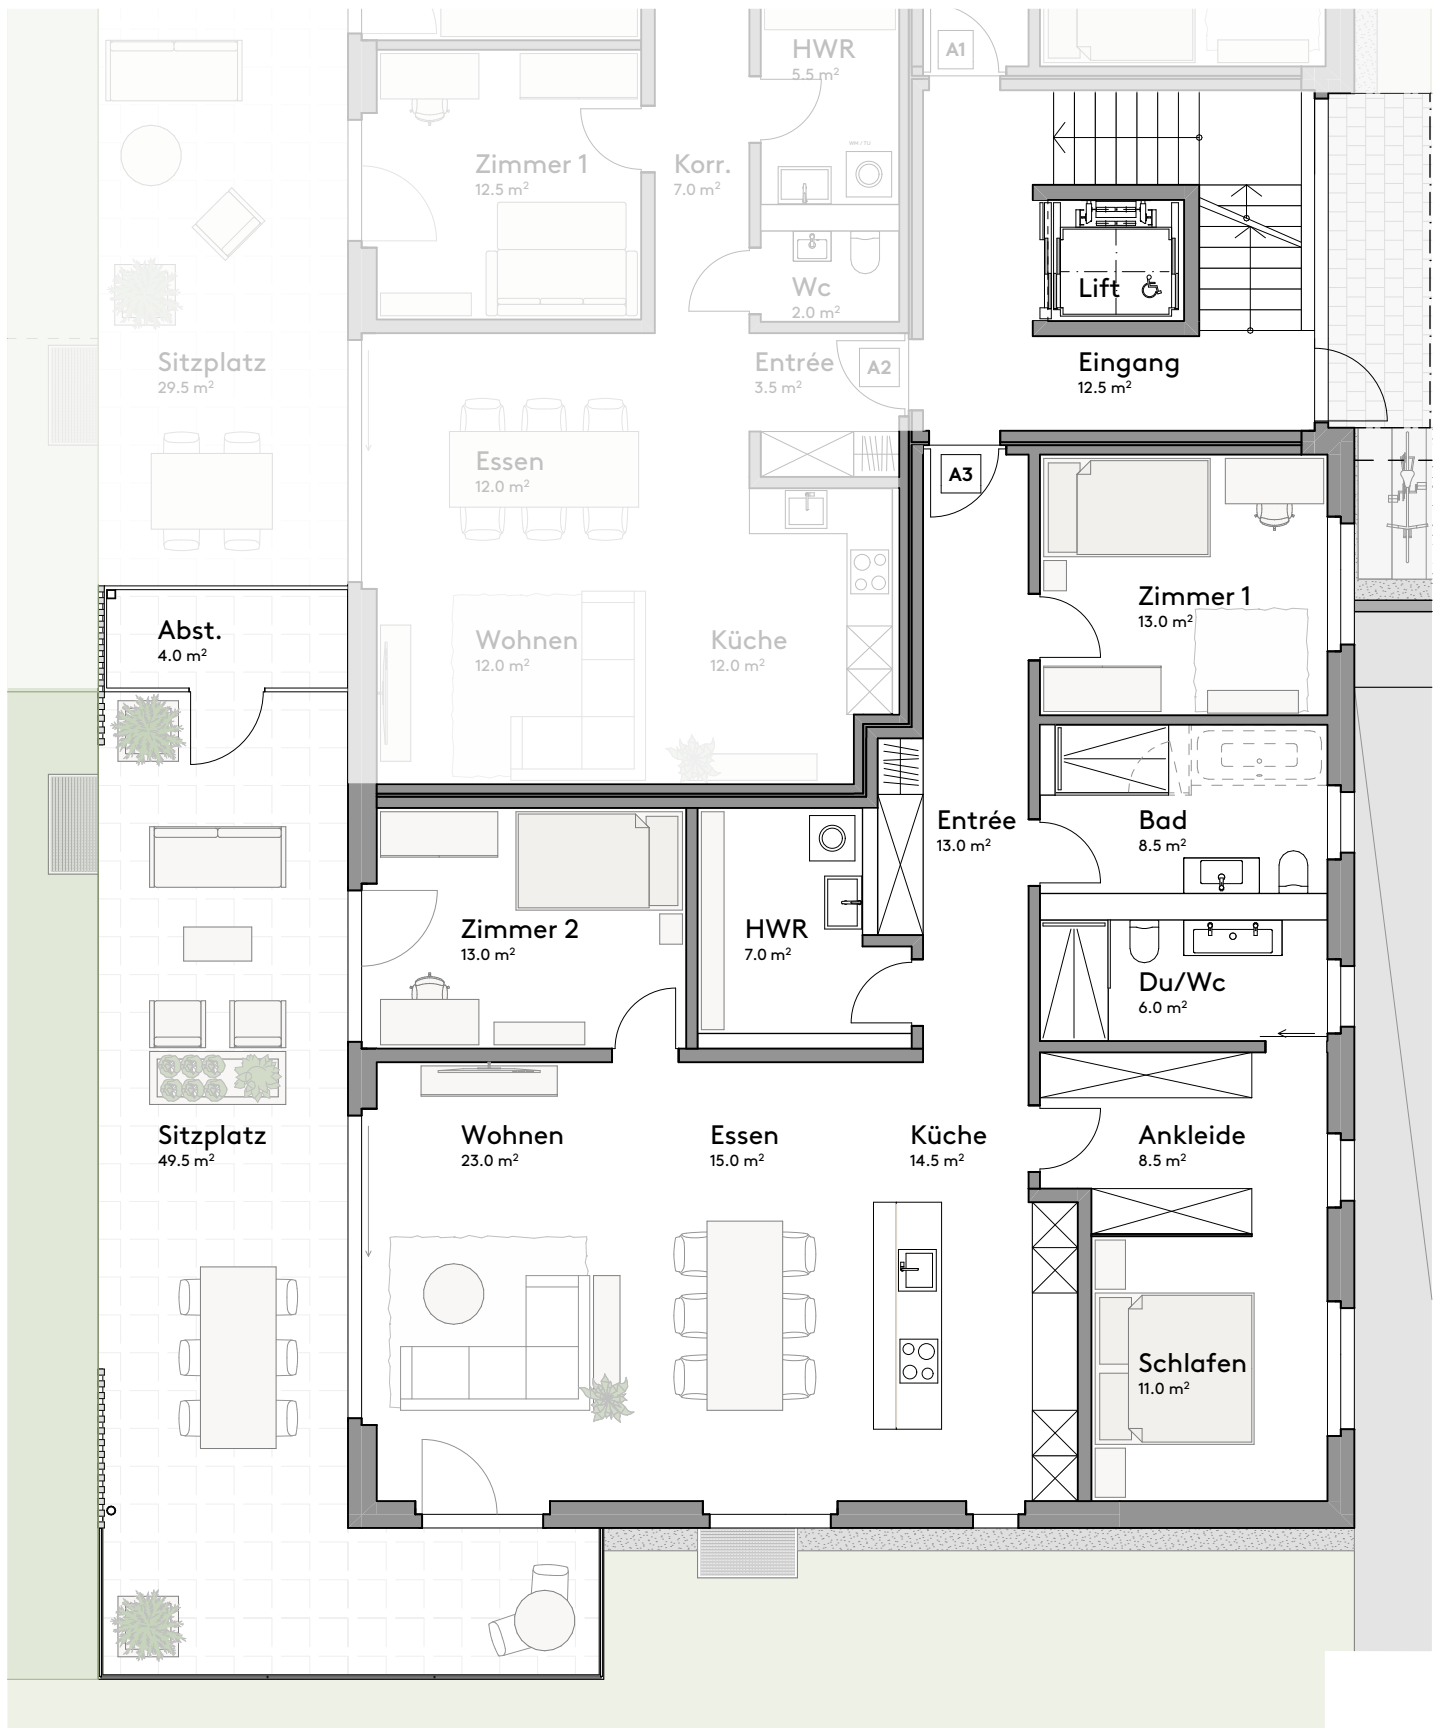 HWR
5.5 m²
A1
Zimmer 1
12.5 m²
Korr.
7.0 m²
Wc
2.0 m²
Lift
Sitzplatz
29.5 m²
Entrée
3.5 m²
A2
Eingang
12.5 m²
Essen
12.0 m²
A3
Zimmer 1
13.0 m²
Abst.
4.0 m²
Wohnen
12.0 m²
Küche
12.0 m²
Entrée
13.0 m²
Bad
8.5 m²
Zimmer 2
13.0 m²
HWR
7.0 m²
Du/Wc
6.0 m²
Sitzplatz
49.5 m²
Wohnen
23.0 m²
Essen
15.0 m²
Küche
14.5 m²
Ankleide
8.5 m²
Schlafen
11.0 m²